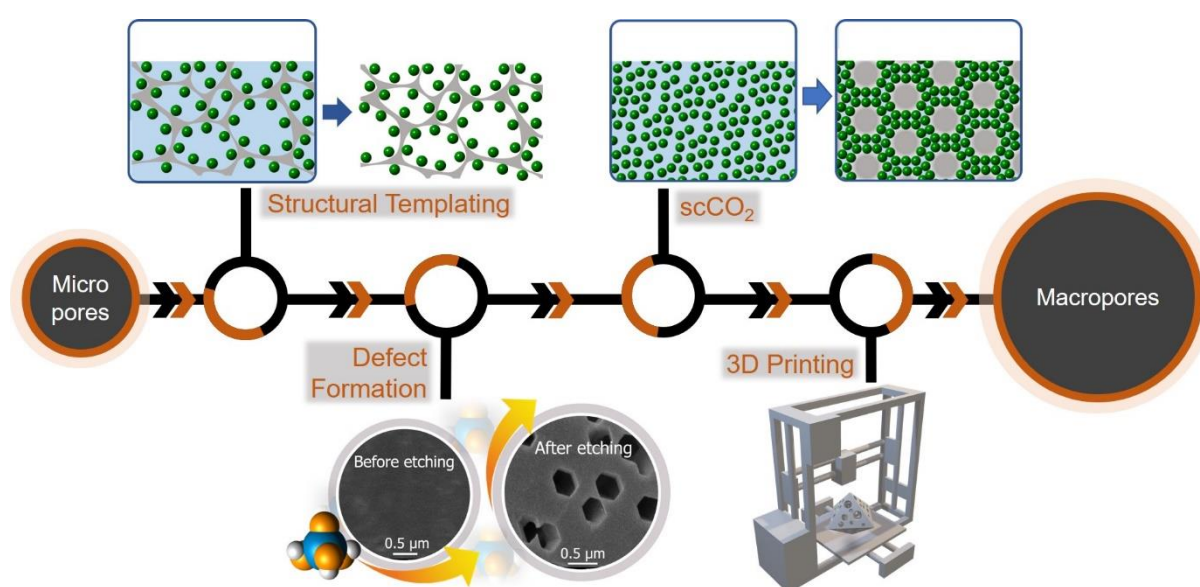 Structural Templating
scCO₂
Micro
pores
Macropores
Defect
Formation
3D Printing
Before etching
0.5 μm
After etching
0.5 μm